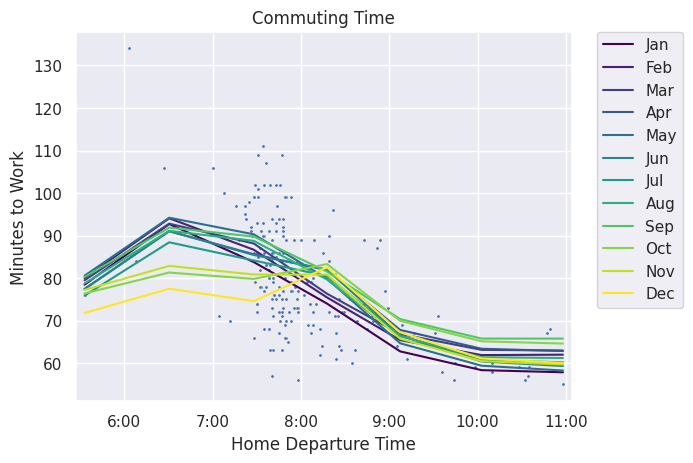 Commuting Time
Minutes to Work
130
120
110
100
90
80
70
60
6:00 7:00 8:00 9:00 10:00 11:00
Home Departure Time
Jan
Feb
Mar
Apr
May
Jun
Jul
Aug
Sep
Oct
Nov
Dec